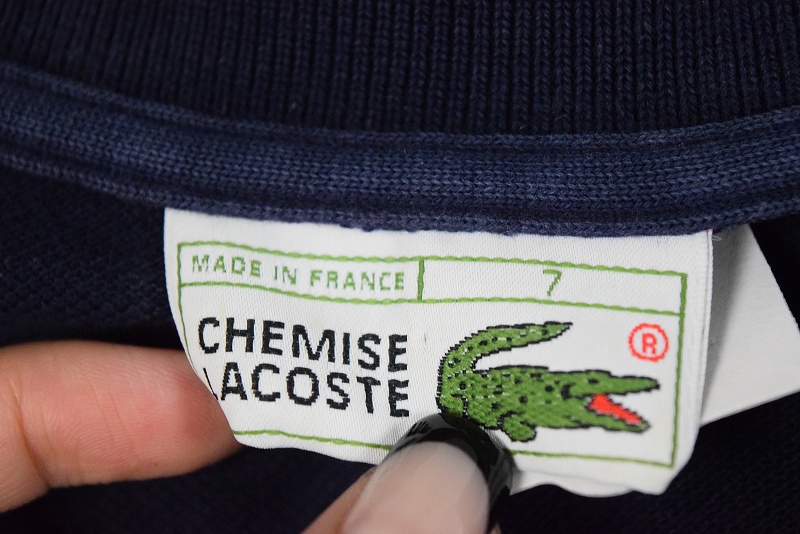 MADE IN FRANCE 7
CHEMISE ®
LACOSTE